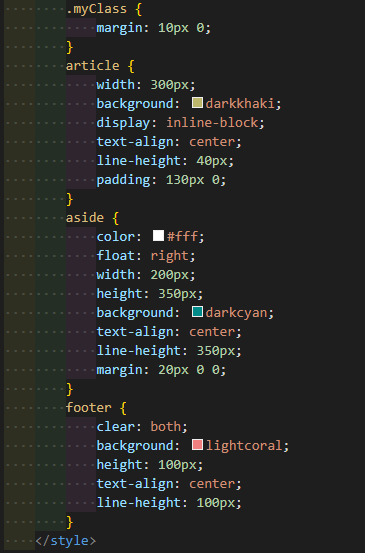 .myClass {
margin: 10px 0;
}
article {
width: 300px;
background: darkkhaki;
display: inline-block;
text-align: center;
line-height: 40px;
padding: 130px 0;
}
aside {
color: #fff;
float: right;
width: 200px;
height: 350px;
background: darkcyan;
text-align: center;
line-height: 350px;
margin: 20px 0 0;
}
footer {
clear: both;
background: lightcoral;
height: 100px;
text-align: center;
line-height: 100px;
}
</style>